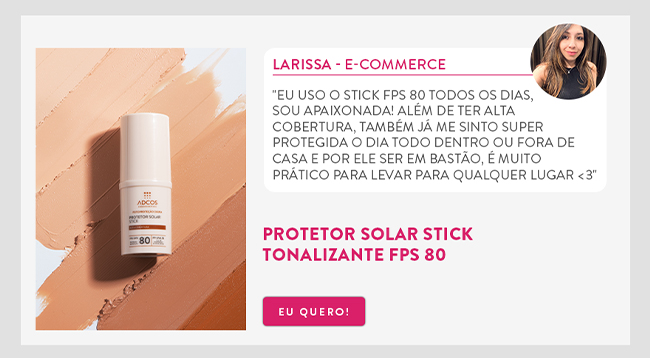 LARISSA - E-COMMERCE
"EU USO O STICK FPS 80 TODOS OS DIAS,
SOU APAIXONADA! ALÉM DE TER ALTA
COBERTURA, TAMBÉM JÁ ME SINTO SUPER
PROTEGIDA O DIA TODO DENTRO OU FORA DE
CASA E POR ELE SER EM BASTÃO, É MUITO
PRÁTICO PARA LEVAR PARA QUALQUER LUGAR <3"
ADCOS
PROTETOR SOLAR
STICK
80
PROTETOR SOLAR STICK
TONALIZANTE FPS 80
EU QUERO!